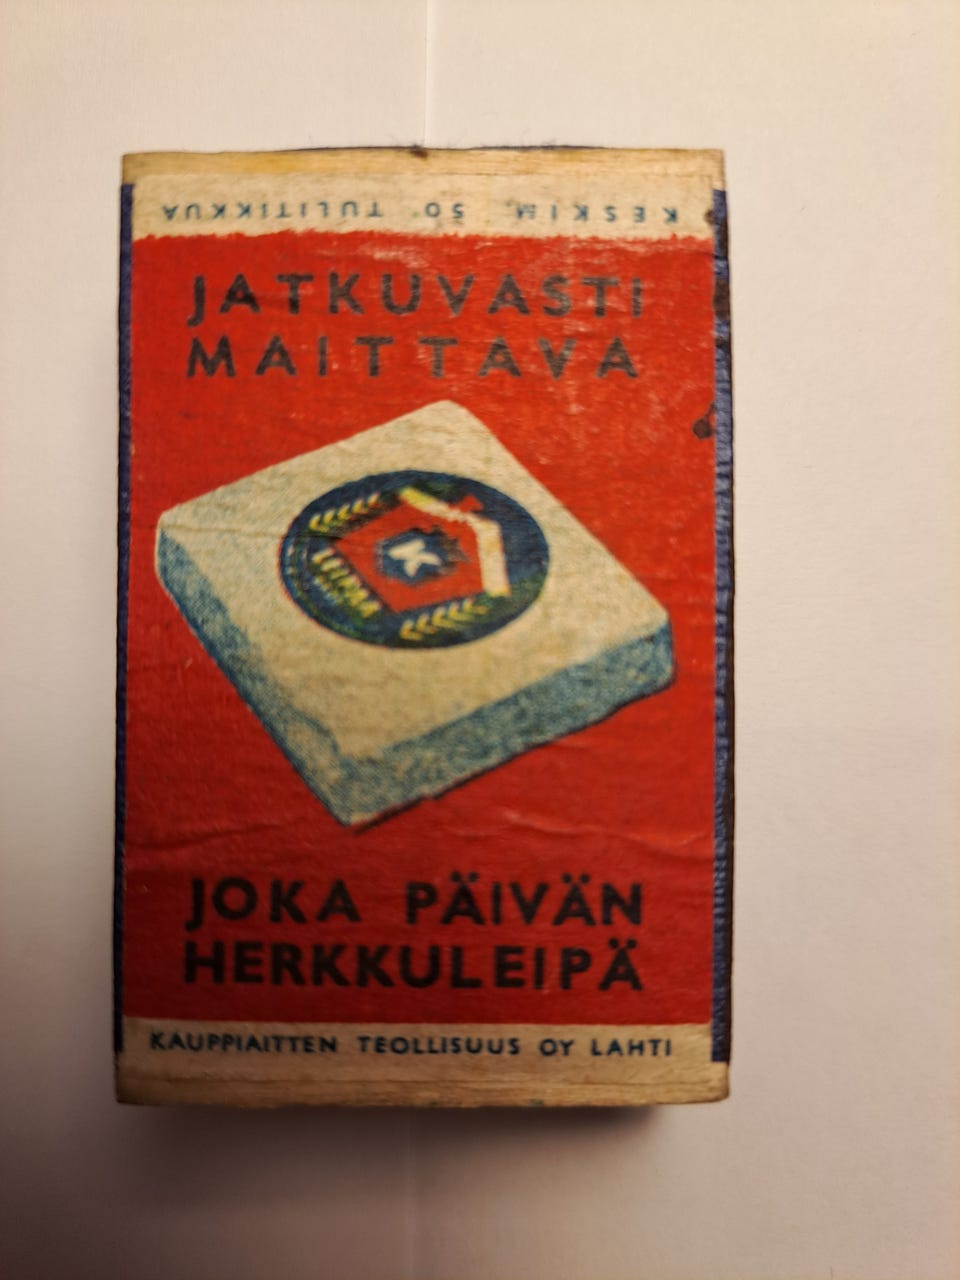 KESKIM 50 TULITIKKUA
JATKUVASTI
MAITTAVA
K
JOKA PÄIVÄN
HERKKULEIPÄ
KAUPPIAITTEN TEOLLISUUS OY LAHTI